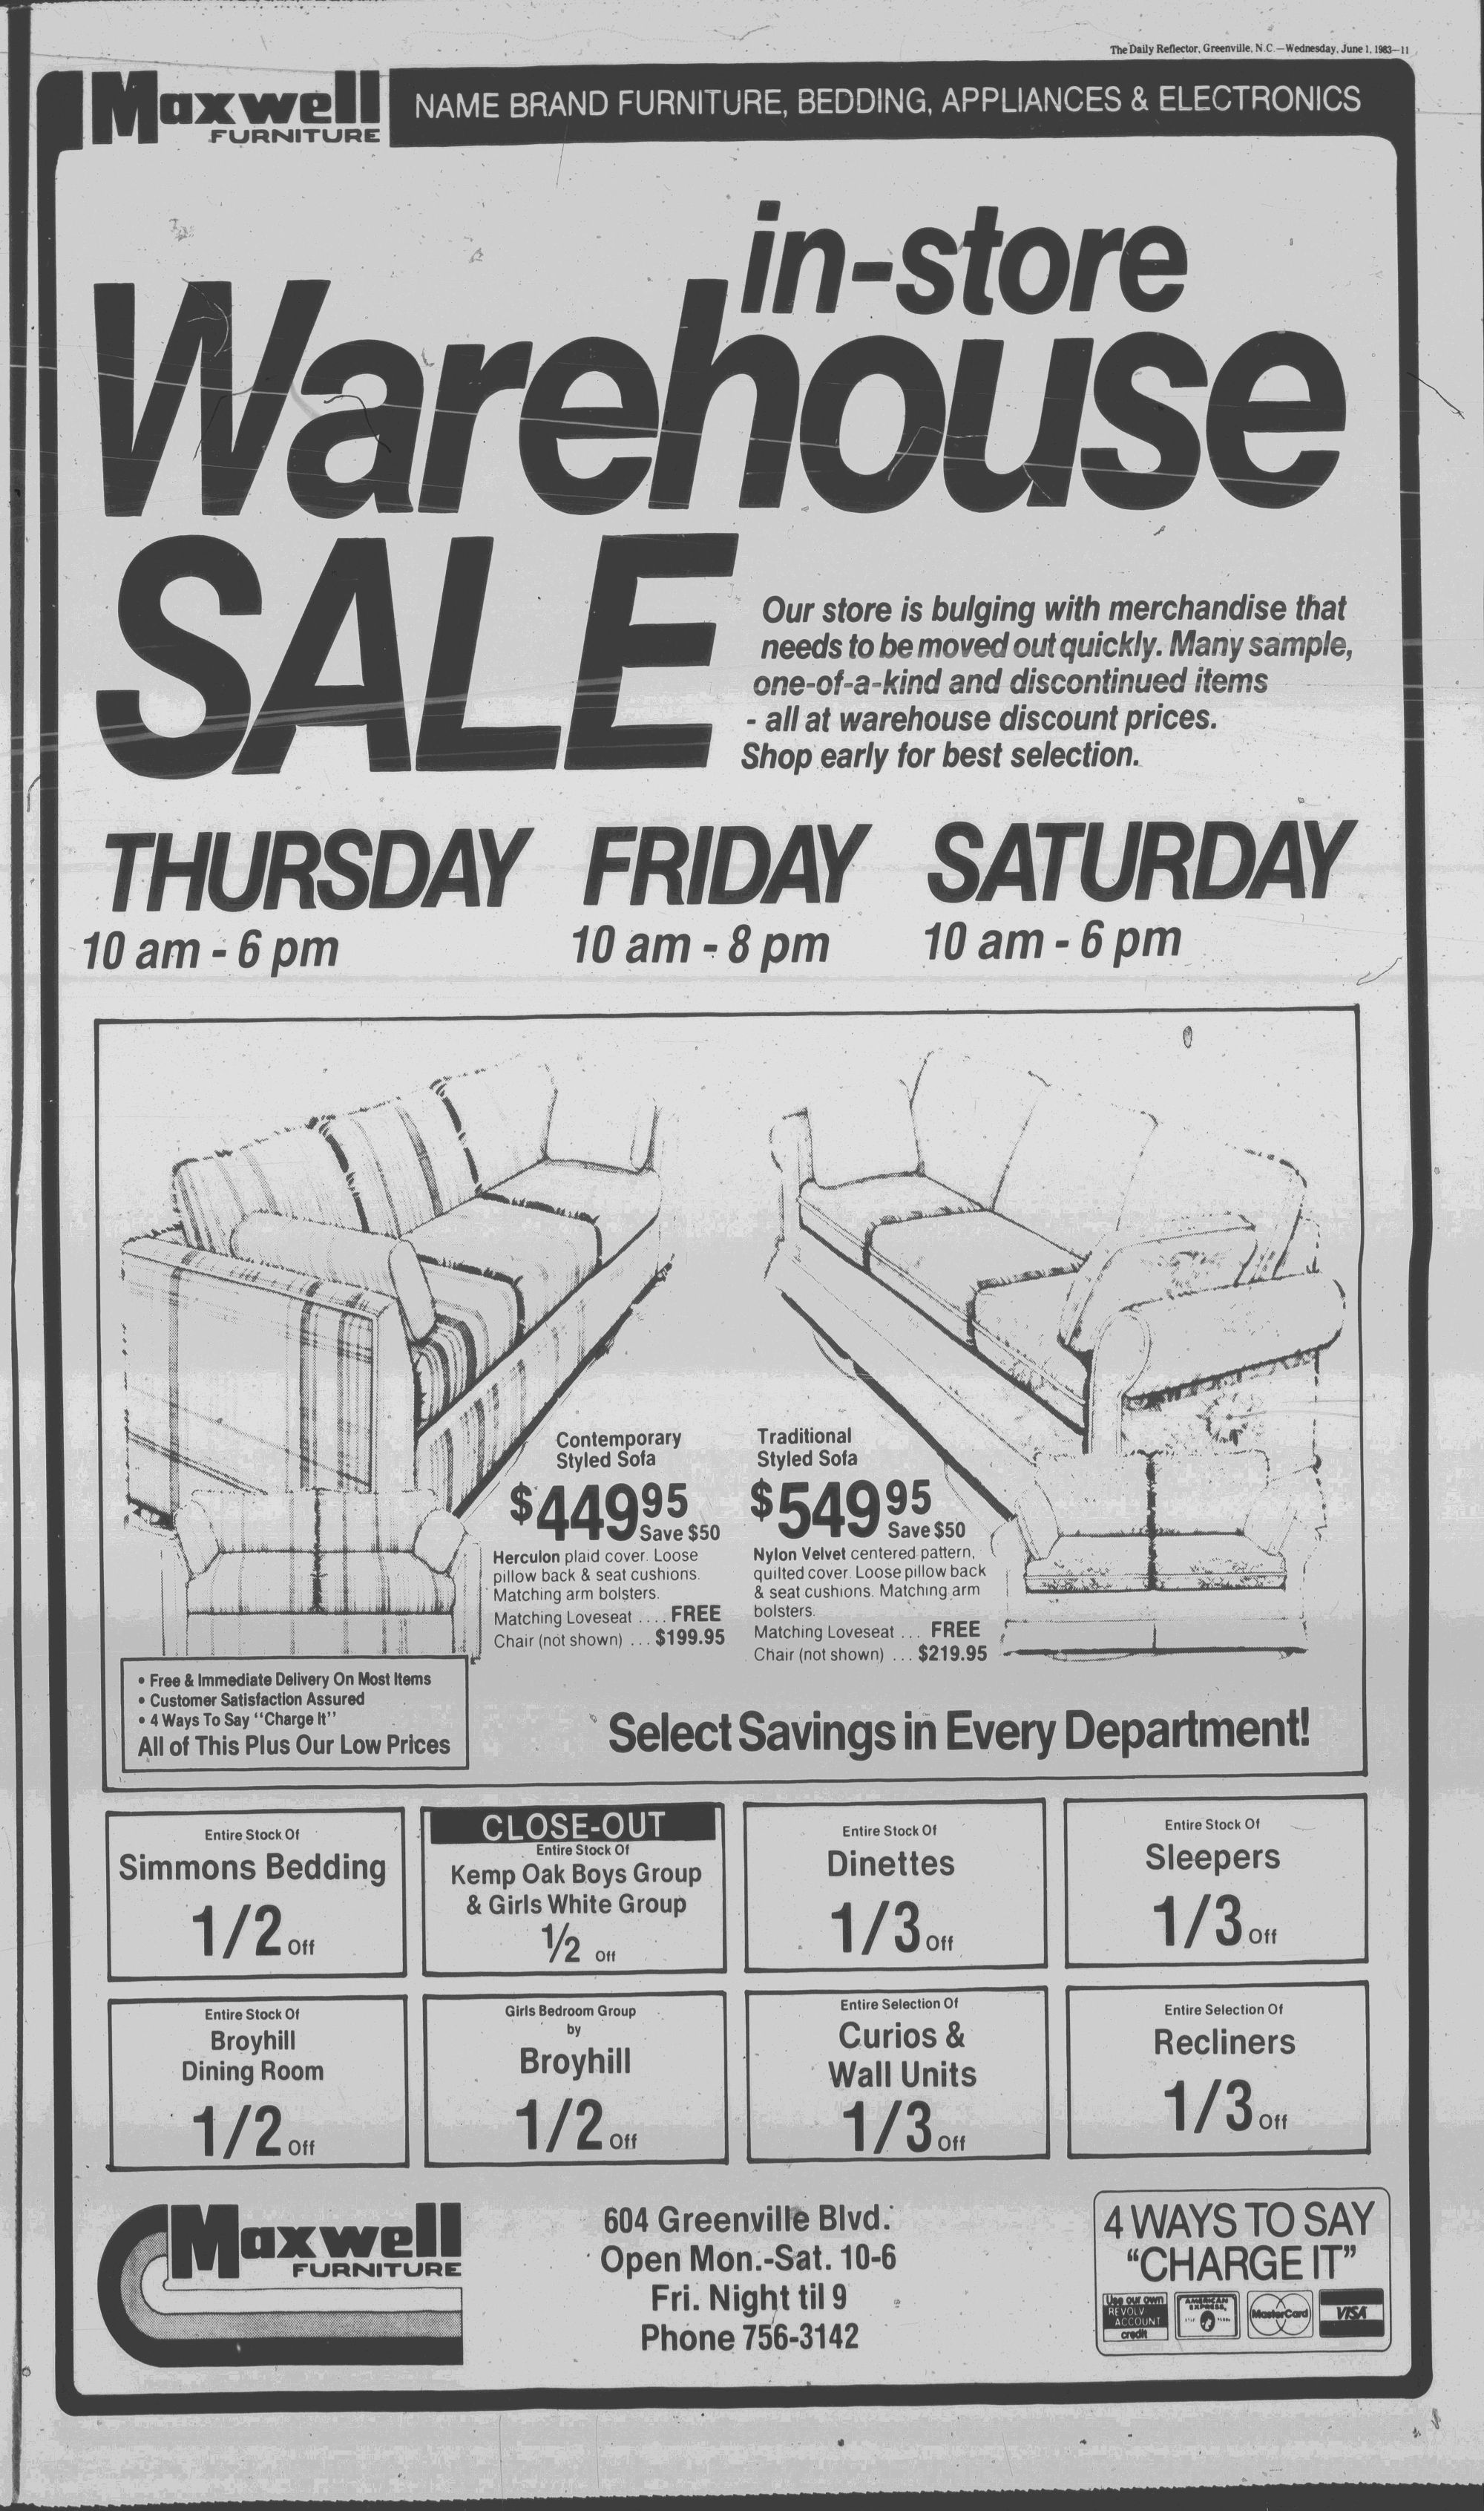 The Daily Reflector, Greenville, N.C.—Wednesday, June 1, 1983—11
Maxwell
FURNITURE
NAME BRAND FURNITURE, BEDDING, APPLIANCES & ELECTRONICS
in-store
Warehouse
SALE
Our store is bulging with merchandise that
needs to be moved out quickly. Many sample,
one-of-a-kind and discontinued items
- all at warehouse discount prices.
Shop early for best selection.
THURSDAY FRIDAY SATURDAY
10 am - 6 pm 10 am - 8 pm 10 am - 6 pm
Contemporary
Styled Sofa
$449 95
Save $50
Herculon plaid cover. Loose
pillow back & seat cushions.
Matching arm bolsters.
Matching Loveseat .... FREE
Chair (not shown) ... $199.95
Traditional
Styled Sofa
$549 95
Save $50
Nylon Velvet centered pattern,
quilted cover. Loose pillow back
& seat cushions. Matching arm
bolsters.
Matching Loveseat ... FREE
Chair (not shown) ... $219.95
• Free & Immediate Delivery On Most Items
• Customer Satisfaction Assured
• 4 Ways To Say "Charge It"
All of This Plus Our Low Prices
Select Savings in Every Department!
Entire Stock Of
Simmons Bedding
1/2 Off
CLOSE-OUT
Entire Stock Of
Kemp Oak Boys Group
& Girls White Group
½ Off
Entire Stock Of
Dinettes
1/3 Off
Entire Stock Of
Sleepers
1/3 Off
Entire Stock Of
Broyhill
Dining Room
1/2 Off
Girls Bedroom Group
by
Broyhill
1/2 Off
Entire Selection Of
Curios &
Wall Units
1/3 Off
Entire Selection Of
Recliners
1/3 Off
Maxwell
FURNITURE
604 Greenville Blvd.
Open Mon.-Sat. 10-6
Fri. Night til 9
Phone 756-3142
4 WAYS TO SAY
"CHARGE IT"
Use our own
REVOLV
ACCOUNT
credit
AMERICAN
EXPRESS
MasterCard
VISA